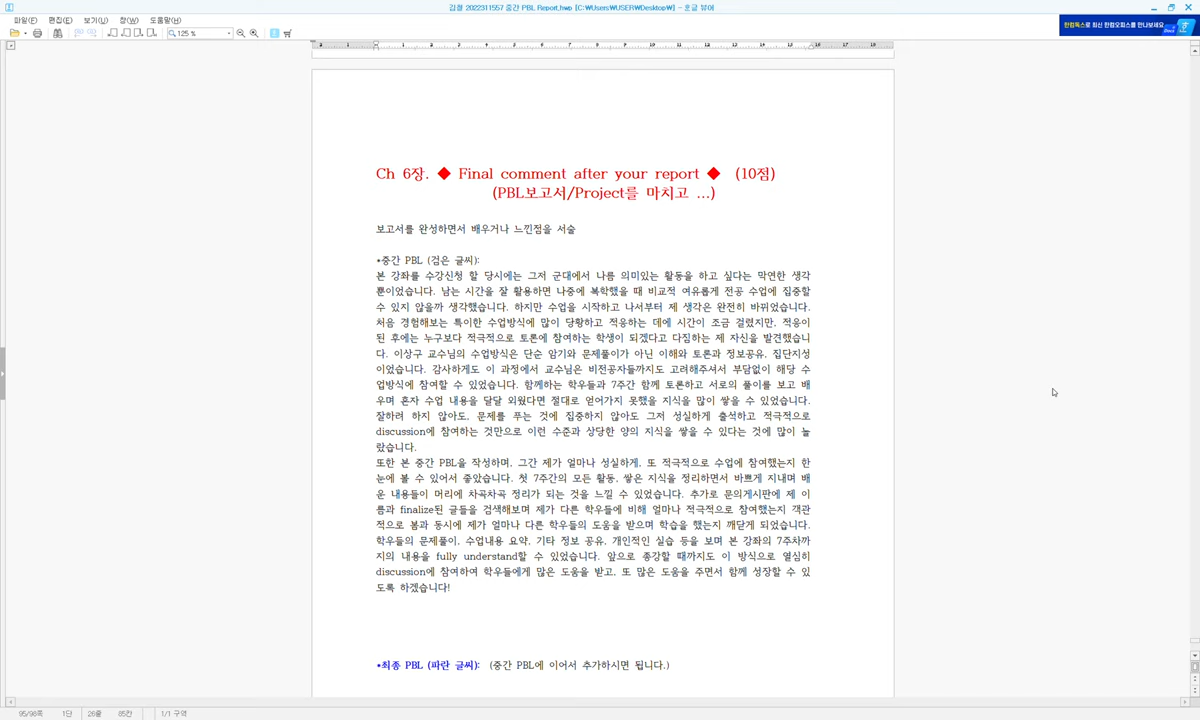 김철 2022311557 중간 PBL Report.hwp [C:\Users\USER\Desktop\] - 흐글 뷰어
파일(F) 편집(E) 보기(U) 창(W) 도움말(H)
125 %
한컴독스로 최신 한컴오피스를 만나보세요
Docs
Ch 6장. ◆ Final comment after your report ◆ (10점)
(PBL보고서/Project를 마치고 ...)
보고서를 완성하면서 배우거나 느낀점을 서술
*중간 PBL (검은 글씨):
본 강좌를 수강신청 할 당시에는 그저 군대에서 나름 의미있는 활동을 하고 싶다는 막연한 생각
뿐이었습니다. 남는 시간을 잘 활용하면 나중에 복학했을 때 비교적 여유롭게 전공 수업에 집중할
수 있지 않을까 생각했습니다. 하지만 수업을 시작하고 나서부터 제 생각은 완전히 바뀌었습니다.
처음 경험해보는 특이한 수업방식에 많이 당황하고 적응하는 데에 시간이 조금 걸렸지만, 적응이
된 후에는 누구보다 적극적으로 토론에 참여하는 학생이 되겠다고 다짐하는 제 자신을 발견했습니
다. 이상구 교수님의 수업방식은 단순 암기와 문제풀이가 아닌 이해와 토론과 정보공유, 집단지성
이었습니다. 감사하게도 이 과정에서 교수님은 비전공자들까지도 고려해주셔서 부담없이 해당 수
업방식에 참여할 수 있었습니다. 함께하는 학우들과 7주간 함께 토론하고 서로의 풀이를 보고 배
우며 혼자 수업 내용을 달달 외웠다면 절대로 얻어가지 못했을 지식을 많이 쌓을 수 있었습니다.
잘하려 하지 않아도, 문제를 푸는 것에 집중하지 않아도 그저 성실하게 출석하고 적극적으로
discussion에 참여하는 것만으로 이런 수준과 상당한 양의 지식을 쌓을 수 있다는 것에 많이 놀
랐습니다.
또한 본 중간 PBL을 작성하며, 그간 제가 얼마나 성실하게, 또 적극적으로 수업에 참여했는지 한
눈에 볼 수 있어서 좋았습니다. 첫 7주간의 모든 활동, 쌓은 지식을 정리하면서 바쁘게 지내며 배
운 내용들이 머리에 차곡차곡 정리가 되는 것을 느낄 수 있었습니다. 추가로 문의게시판에 제 이
름과 finalize된 글들을 검색해보며 제가 다른 학우들에 비해 얼마나 적극적으로 참여했는지 객관
적으로 봄과 동시에 제가 얼마나 다른 학우들의 도움을 받으며 학습을 했는지 깨닫게 되었습니다.
학우들의 문제풀이, 수업내용 요약, 기타 정보 공유, 개인적인 실습 등을 보며 본 강좌의 7주차까
지의 내용을 fully understand할 수 있었습니다. 앞으로 종강할 때까지도 이 방식으로 열심히
discussion에 참여하여 학우들에게 많은 도움을 받고, 또 많은 도움을 주면서 함께 성장할 수 있
도록 하겠습니다!
*최종 PBL (파란 글씨): (중간 PBL에 이어서 추가하시면 됩니다.)
95/98쪽 1단 26줄 85칸 1/1 구역